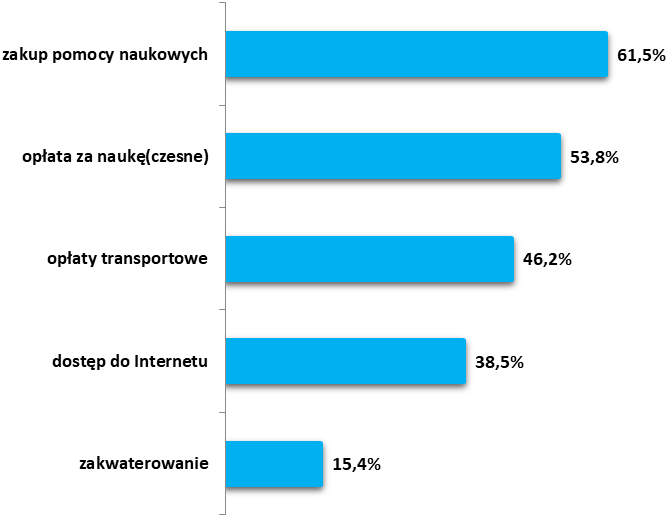 zakup pomocy naukowych 61,5%
opłata za naukę(czesne) 53,8%
opłaty transportowe 46,2%
dostęp do Internetu 38,5%
zakwaterowanie 15,4%